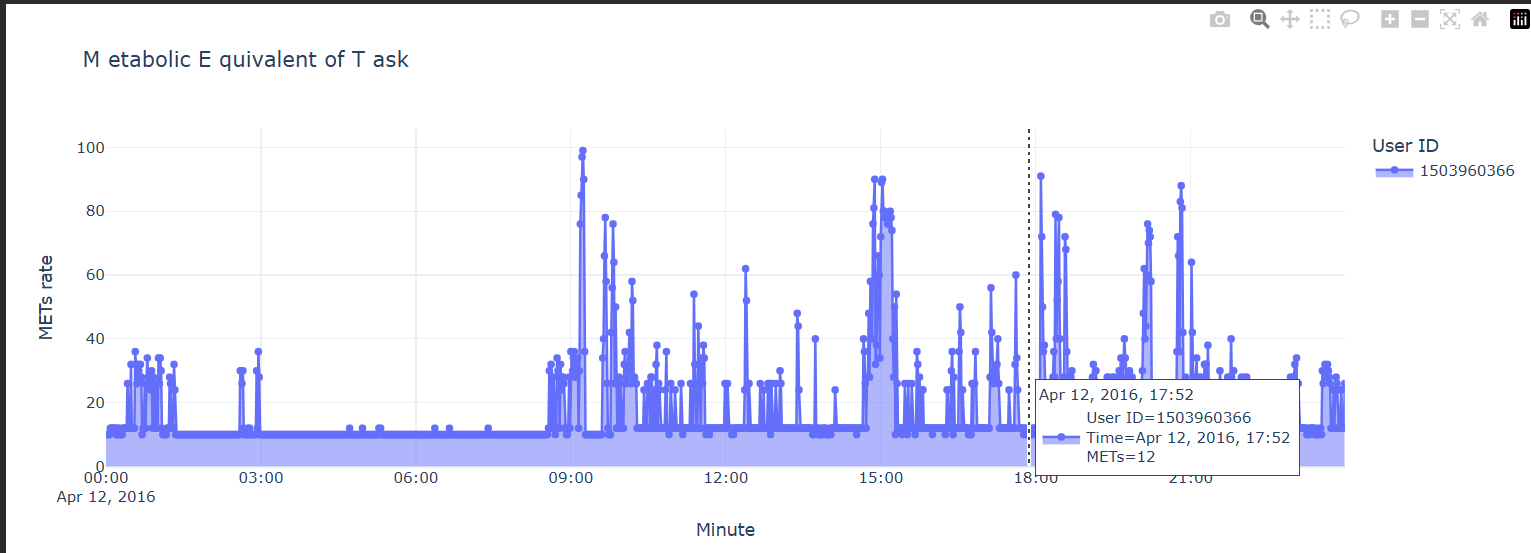 M etabolic E quivalent of T ask
User ID
1503960366
METs rate
100
80
60
40
20
0
00:00 03:00 06:00 09:00 12:00 15:00 18:00 21:00
Apr 12, 2016
Minute
Apr 12, 2016, 17:52
User ID=1503960366
Time=Apr 12, 2016, 17:52
METs=12